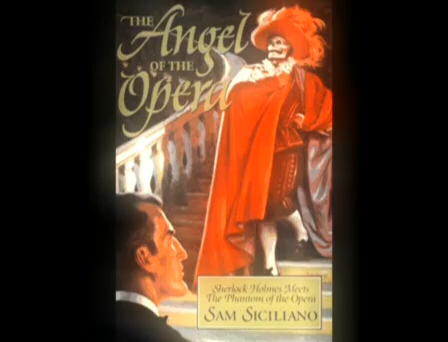 THE
Angel
OF THE
Opera
Sherlock Holmes Meets
The Phantom of the Opera
SAM SICILIANO